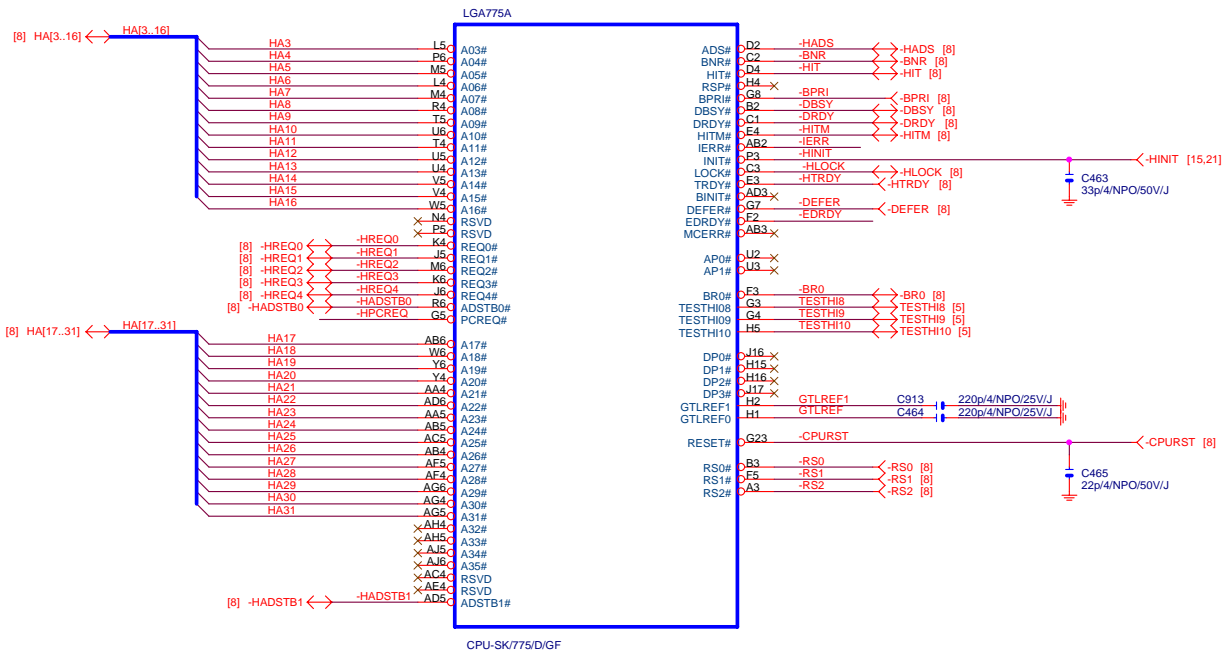 LGA775A
[8] HA[3..16] HA[3..16]
HA3 L5 A03#
HA4 P6 A04#
HA5 M5 A05#
HA6 L4 A06#
HA7 M4 A07#
HA8 R4 A08#
HA9 T5 A09#
HA10 U6 A10#
HA11 T4 A11#
HA12 U5 A12#
HA13 U4 A13#
HA14 V5 A14#
HA15 V4 A15#
HA16 W5 A16#
N4 RSVD
P5 RSVD
[8] -HREQ0 -HREQ0 K4 REQ0#
[8] -HREQ1 -HREQ1 J5 REQ1#
[8] -HREQ2 -HREQ2 M6 REQ2#
[8] -HREQ3 -HREQ3 K6 REQ3#
[8] -HREQ4 -HREQ4 J6 REQ4#
[8] -HADSTB0 -HADSTB0 R6 ADSTB0#
-HPCREQ G5 PCREQ#
[8] HA[17..31] HA[17..31]
HA17 AB6 A17#
HA18 W6 A18#
HA19 Y6 A19#
HA20 Y4 A20#
HA21 AA4 A21#
HA22 AD6 A22#
HA23 AA5 A23#
HA24 AB5 A24#
HA25 AC5 A25#
HA26 AB4 A26#
HA27 AF5 A27#
HA28 AF4 A28#
HA29 AG6 A29#
HA30 AG4 A30#
HA31 AG5 A31#
AH4 A32#
AH5 A33#
AJ5 A34#
AJ6 A35#
AC4 RSVD
AE4 RSVD
[8] -HADSTB1 -HADSTB1 AD5 ADSTB1#
ADS# D2 -HADS -HADS [8]
BNR# C2 -BNR -BNR [8]
HIT# D4 -HIT -HIT [8]
RSP# H4
BPRI# G8 -BPRI -BPRI [8]
DBSY# B2 -DBSY -DBSY [8]
DRDY# C1 -DRDY -DRDY [8]
HITM# E4 -HITM -HITM [8]
IERR# AB2 -IERR
INIT# P3 -HINIT -HINIT [15,21]
LOCK# C3 -HLOCK -HLOCK [8]
TRDY# E3 -HTRDY -HTRDY [8]
BINIT# AD3
DEFER# G7 -DEFER -DEFER [8]
EDRDY# F2 -EDRDY
MCERR# AB3
C463
33p/4/NPO/50V/J
AP0# U2
AP1# U3
BR0# F3 -BR0 -BR0 [8]
TESTHI08 G3 TESTHI8 TESTHI8 [5]
TESTHI09 G4 TESTHI9 TESTHI9 [5]
TESTHI10 H5 TESTHI10 TESTHI10 [5]
DP0# J16
DP1# H15
DP2# H16
DP3# J17
GTLREF1 H2 GTLREF1 C913 220p/4/NPO/25V/J
GTLREF0 H1 GTLREF C464 220p/4/NPO/25V/J
RESET# G23 -CPURST -CPURST [8]
RS0# B3 -RS0 -RS0 [8]
RS1# F5 -RS1 -RS1 [8]
RS2# A3 -RS2 -RS2 [8]
C465
22p/4/NPO/50V/J
CPU-SK/775/D/GF